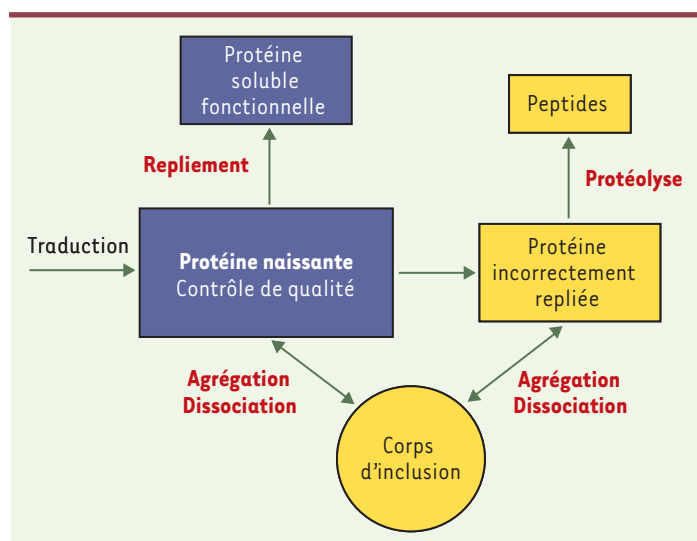 Protéine
soluble
fonctionnelle
Peptides
Repliement
Protéolyse
Traduction
Protéine naissante
Contrôle de qualité
Protéine
incorrectement
repliée
Agrégation
Dissociation
Agrégation
Dissociation
Corps
d'inclusion